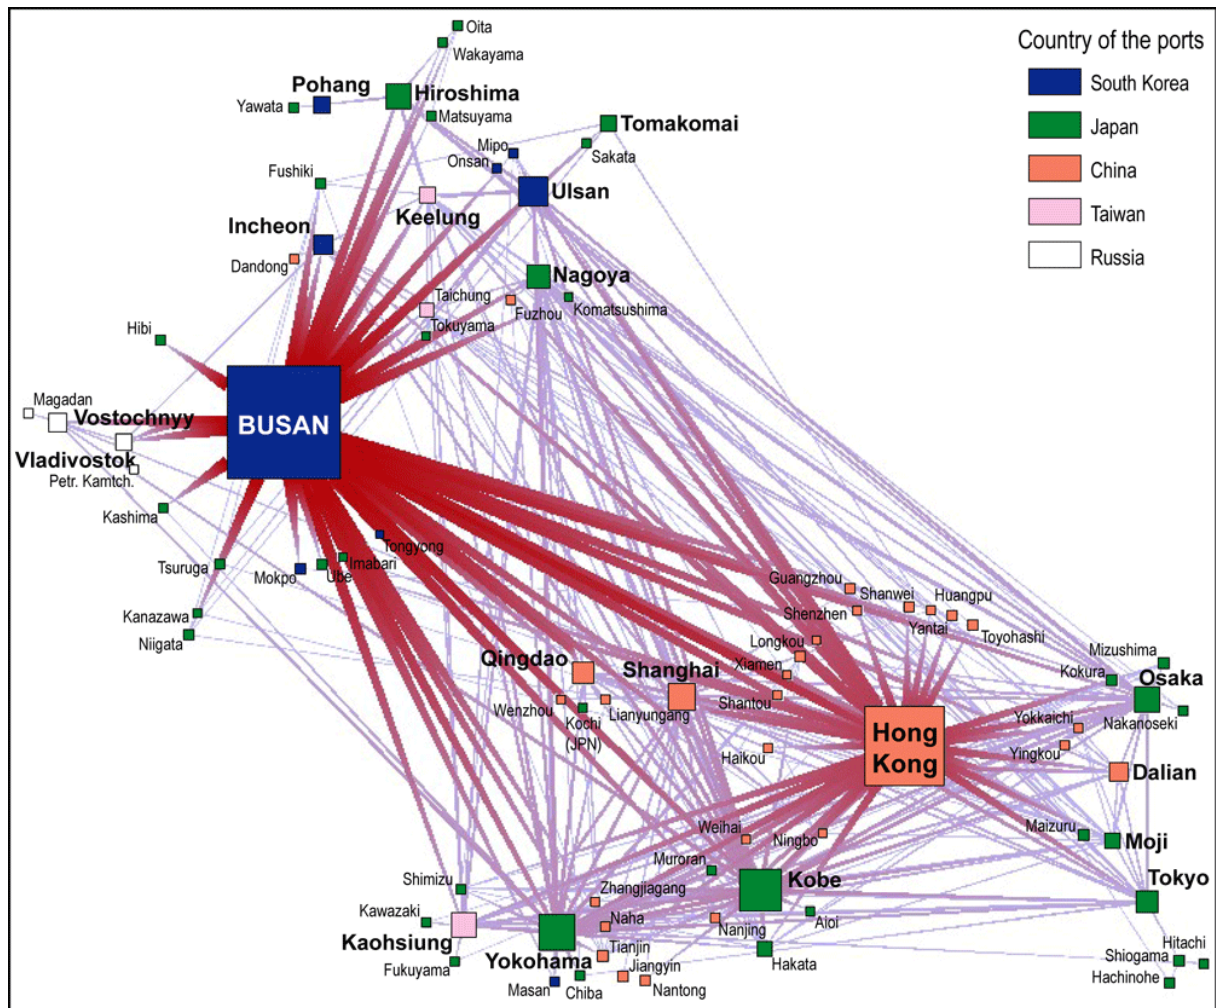 Oita
Wakayama
Country of the ports
South Korea
Japan
China
Taiwan
Russia
Pohang
Hiroshima
Yawata
Matsuyama
Tomakomai
Mipo
Onsan
Sakata
Fushiki
Ulsan
Keelung
Incheon
Dandong
Nagoya
Taichung
Fuzhou
Komatsushima
Tokuyama
Hibi
Magadan
Vostochnyy
BUSAN
Vladivostok
Petr. Kamtch.
Kashima
Tongyong
Tsuruga
Mokpo
Ube
Imabari
Kanazawa
Niigata
Guangzhou
Shanwei
Huangpu
Shenzhen
Yantai
Toyohashi
Longkou
Xiamen
Shantou
Mizushima
Kokura
Osaka
Nakanoseki
Qingdao
Shanghai
Wenzhou
Kochi
(JPN)
Lianyungang
Haikou
Hong
Kong
Yokkaichi
Yingkou
Dalian
Weihai
Ningbo
Maizuru
Moji
Muroran
Kobe
Tokyo
Shimizu
Zhangjiagang
Kawazaki
Naha
Nanjing
Aioi
Kaohsiung
Yokohama
Tianjin
Fukuyama
Jiangyin
Hakata
Masan
Chiba
Nantong
Hitachi
Shiogama
Hachinohe